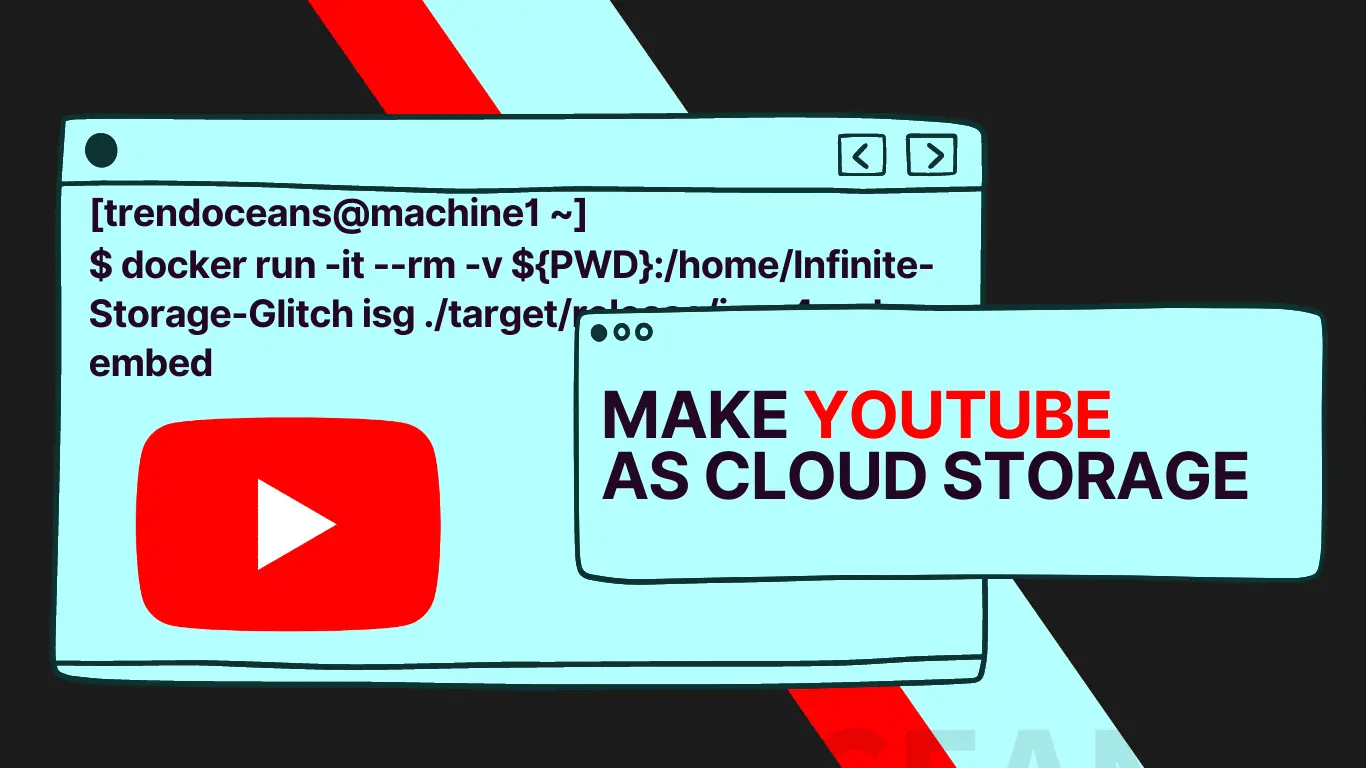 [trendoceans@machine1 ~]
$ docker run -it --rm -v ${PWD}:/home/Infinite-
Storage-Glitch isg ./target/
embed
MAKE YOUTUBE
AS CLOUD STORAGE